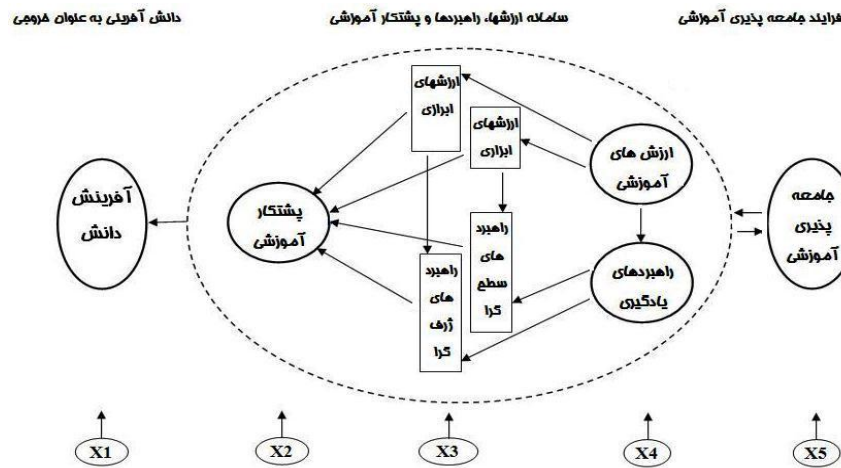 فرایند جامعه پذیری آموزشی
سامانه ارزشها، راهبردها و پشتکار آموزشی
دانش آفرینی به عنوان خروجی
جامعه
پذیری
آموزشی
ارزش های
آموزشی
راهبردهای
یادگیری
ارزشهای
ابزاری
ارزشهای
ابرازی
راهبرد
های
سطح
گرا
راهبرد
های
ژرف
گرا
پشتکار
آموزشی
آفرینش
دانش
X1
X2
X3
X4
X5